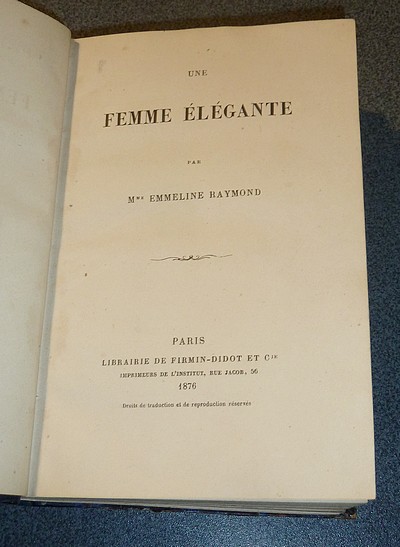 UNE
FEMME ÉLÉGANTE
PAR
Mme EMMELINE RAYMOND
PARIS
LIBRAIRIE DE FIRMIN-DIDOT ET Cie
IMPRIMEURS DE L'INSTITUT, RUE JACOB, 56
1876
Droits de traduction et de reproduction réservés